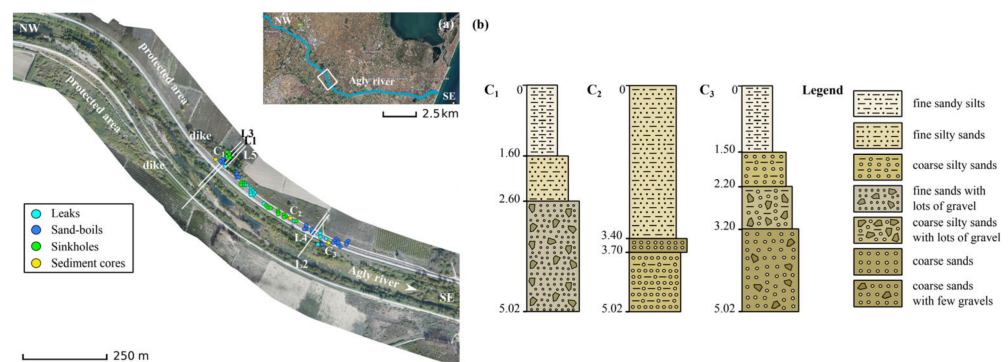 NW
protected area
protected area
dike
dike
L3
L1
L5
C1
C2
C3
L4
L2
Agly river
SE
Leaks
Sand-boils
Sinkholes
Sediment cores
250 m
(a)
NW
Agly river
SE
2.5 km
(b)
C1
0
1.60
2.60
5.02
C2
0
3.40
3.70
5.02
C3
0
1.50
2.20
3.20
5.02
Legend
fine sandy silts
fine silty sands
coarse silty sands
fine sands with
lots of gravel
coarse silty sands
with lots of gravel
coarse sands
coarse sands
with few gravels